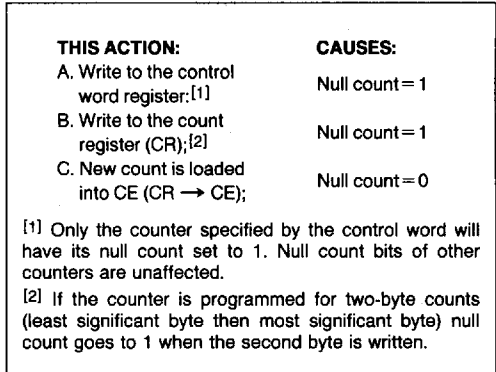 THIS ACTION: CAUSES:
A. Write to the control
word register:[1] Null count=1
B. Write to the count
register (CR);[2] Null count=1
C. New count is loaded
into CE (CR → CE); Null count=0
[1] Only the counter specified by the control word will
have its null count set to 1. Null count bits of other
counters are unaffected.
[2] If the counter is programmed for two-byte counts
(least significant byte then most significant byte) null
count goes to 1 when the second byte is written.